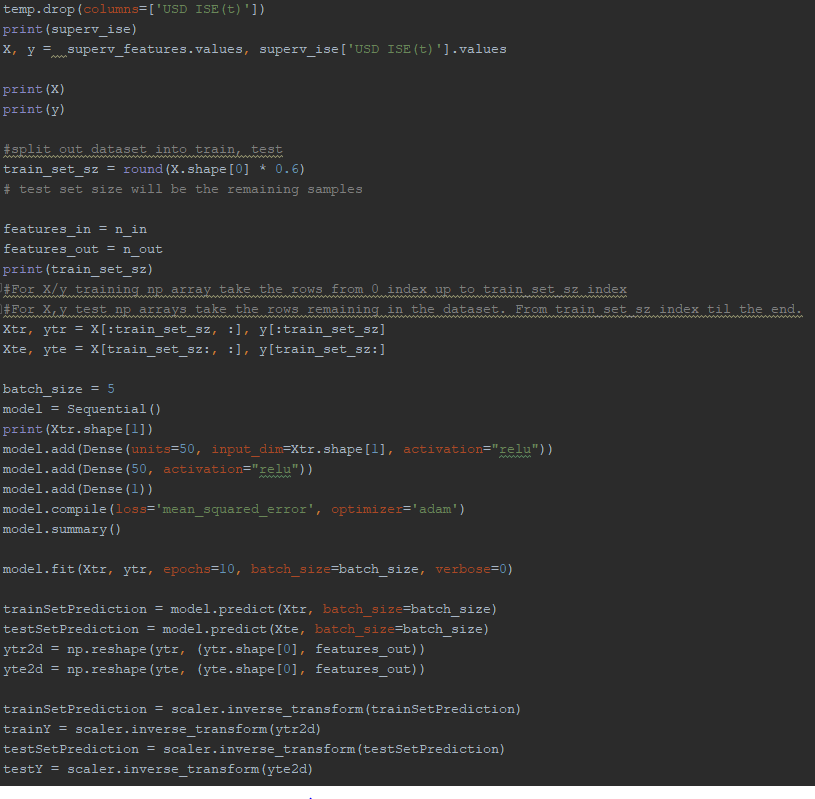 temp.drop(columns=['USD ISE(t)'])
print(superv_ise)
X, y =  superv_features.values, superv_ise['USD ISE(t)'].values
print(X)
print(y)
#split out dataset into train, test
train_set_sz = round(X.shape[0] * 0.6)
# test set size will be the remaining samples
features_in = n_in
features_out = n_out
print(train_set_sz)
#For X/y training np array take the rows from 0 index up to train_set_sz index
#For X,y test np arrays take the rows remaining in the dataset. From train_set_sz index til the end.
Xtr, ytr = X[:train_set_sz, :], y[:train_set_sz]
Xte, yte = X[train_set_sz:, :], y[train_set_sz:]
batch_size = 5
model = Sequential()
print(Xtr.shape[1])
model.add(Dense(units=50, input_dim=Xtr.shape[1], activation="relu"))
model.add(Dense(50, activation="relu"))
model.add(Dense(1))
model.compile(loss='mean_squared_error', optimizer='adam')
model.summary()
model.fit(Xtr, ytr, epochs=10, batch_size=batch_size, verbose=0)
trainSetPrediction = model.predict(Xtr, batch_size=batch_size)
testSetPrediction = model.predict(Xte, batch_size=batch_size)
ytr2d = np.reshape(ytr, (ytr.shape[0], features_out))
yte2d = np.reshape(yte, (yte.shape[0], features_out))
trainSetPrediction = scaler.inverse_transform(trainSetPrediction)
trainY = scaler.inverse_transform(ytr2d)
testSetPrediction = scaler.inverse_transform(testSetPrediction)
testY = scaler.inverse_transform(yte2d)